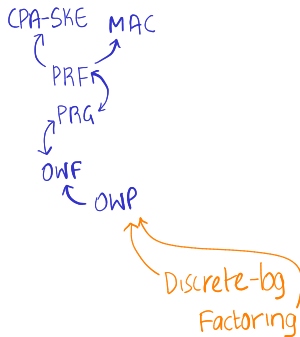 CPA-SKE MAC
PRF
PRG
OWF
OWP
Discrete-log
Factoring